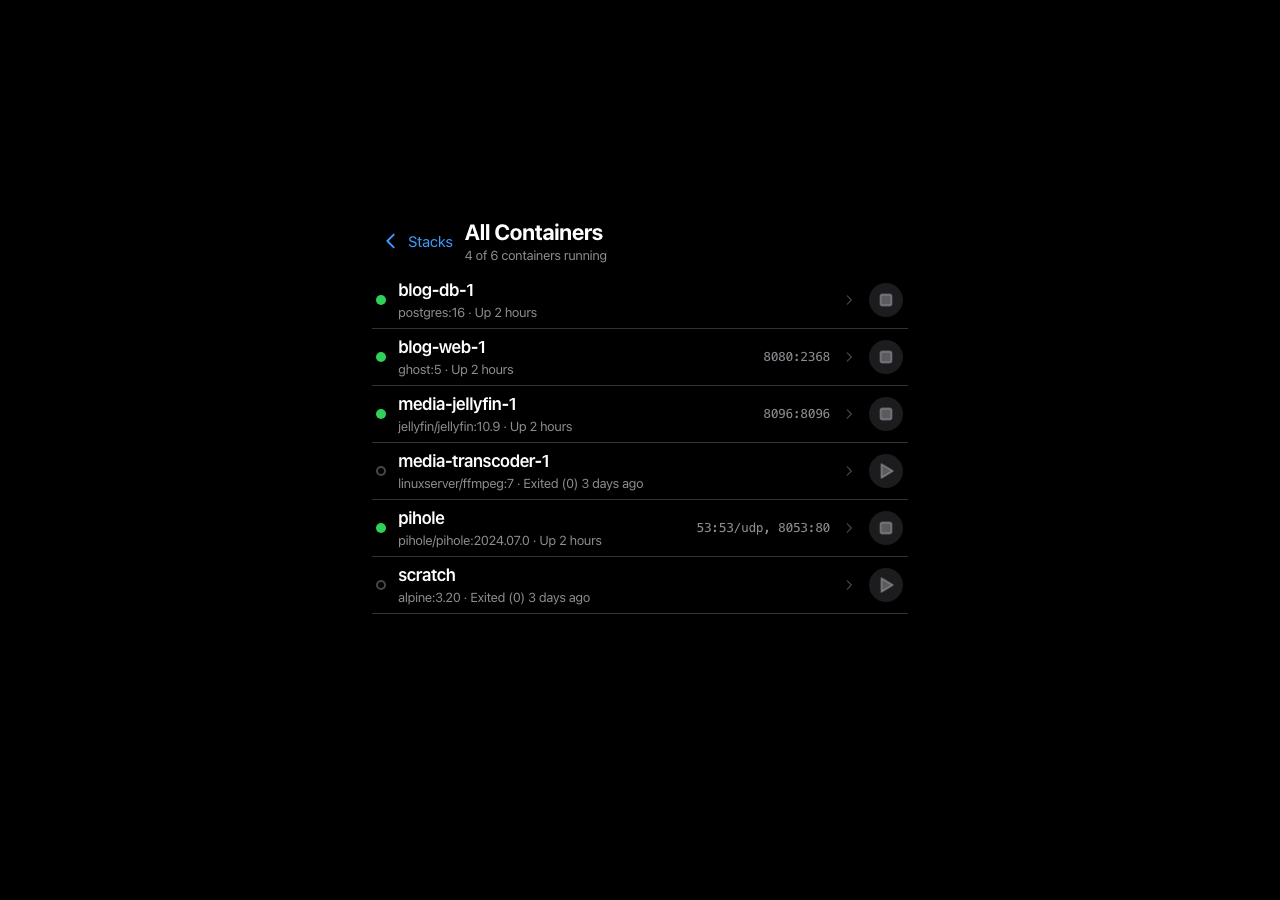 Stacks
All Containers
4 of 6 containers running
blog-db-1
postgres:16 · Up 2 hours
blog-web-1
ghost:5 · Up 2 hours
8080:2368
media-jellyfin-1
jellyfin/jellyfin:10.9 · Up 2 hours
8096:8096
media-transcoder-1
linuxserver/ffmpeg:7 · Exited (0) 3 days ago
pihole
pihole/pihole:2024.07.0 · Up 2 hours
53:53/udp, 8053:80
scratch
alpine:3.20 · Exited (0) 3 days ago